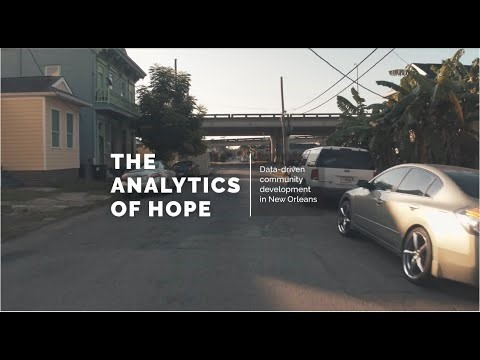 THE
ANALYTICS
OF HOPE
Data-driven
community
development
in New Orleans